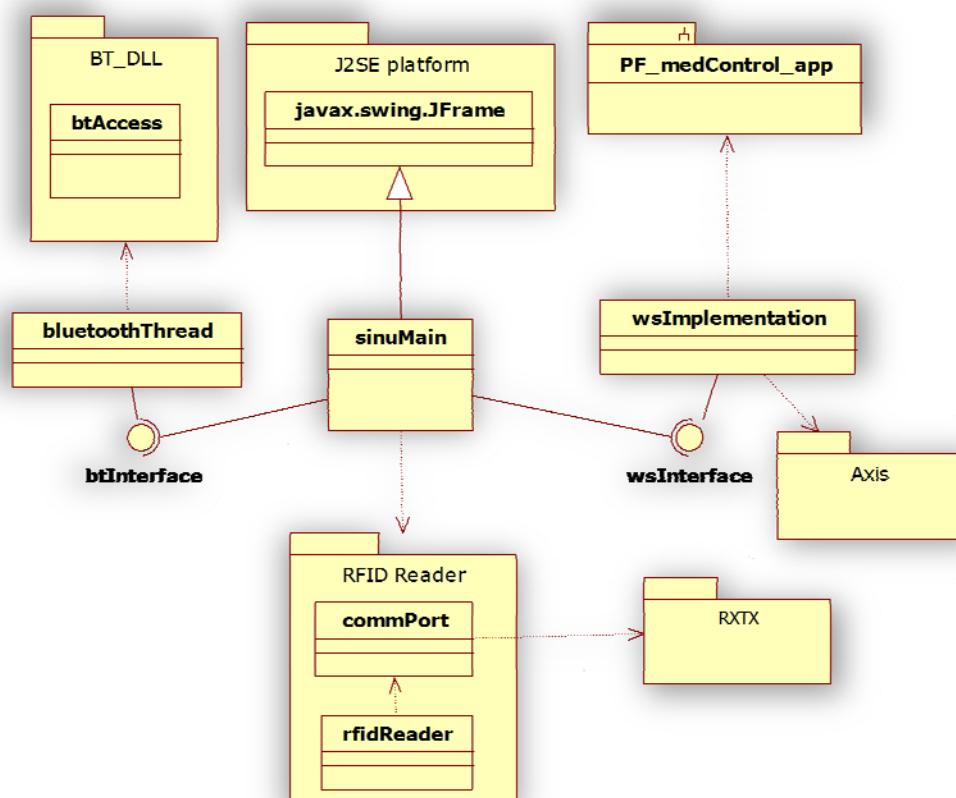 BT_DLL
btAccess
J2SE platform
javax.swing.JFrame
PF_medControl_app
bluetoothThread
sinuMain
wsImplementation
btInterface
wsInterface
Axis
RFID Reader
commPort
RXTX
rfidReader